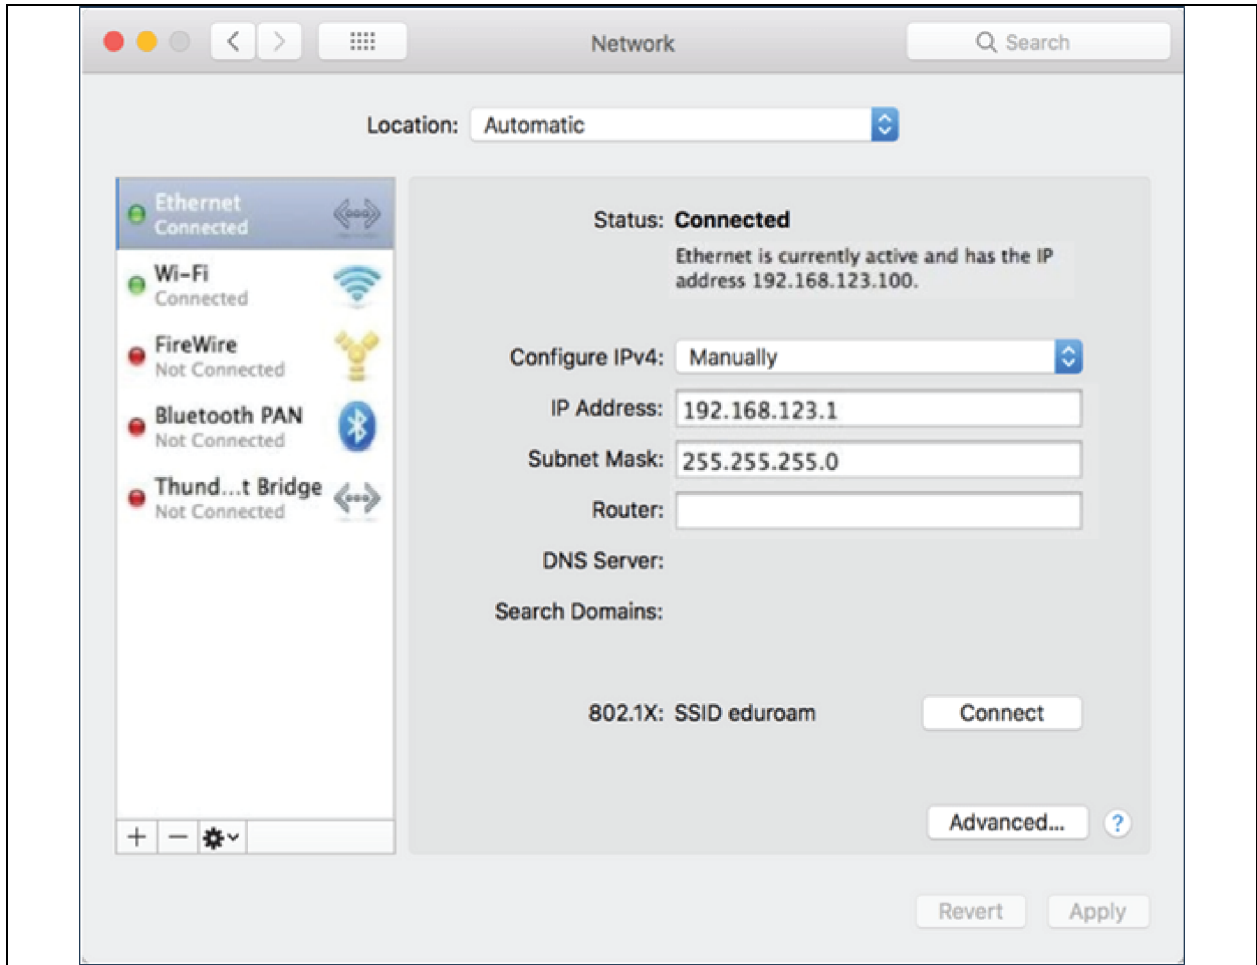 Network
Search
Location: Automatic
Ethernet
Connected
Wi-Fi
Connected
FireWire
Not Connected
Bluetooth PAN
Not Connected
Thund...t Bridge
Not Connected
Status: Connected
Ethernet is currently active and has the IP
address 192.168.123.100.
Configure IPv4: Manually
IP Address: 192.168.123.1
Subnet Mask: 255.255.255.0
Router:
DNS Server:
Search Domains:
802.1X: SSID eduroam Connect
Advanced... ?
Revert Apply